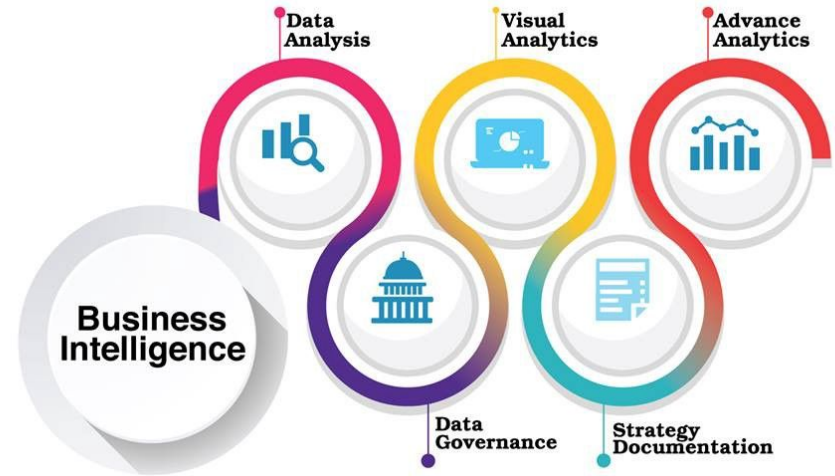 Data
Analysis
Visual
Analytics
Advance
Analytics
Business
Intelligence
Data
Governance
Strategy
Documentation